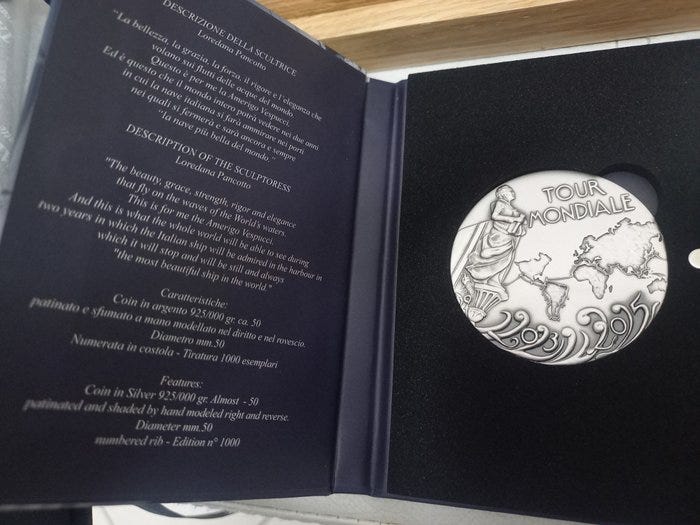 DESCRIZIONE DELLA SCULTRICE
Loredana Pancotto
"La bellezza, la grazia, la forza, il rigore e l'eleganza che
volano sui flutti delle acque del mondo.
Questo è per me la Amerigo Vespucci.
Ed è questo che il mondo intero potrà vedere nei due anni
in cui la nave italiana si farà ammirare nei porti
nei quali si fermerà e sarà ancora e sempre
"la nave più bella del mondo."
DESCRIPTION OF THE SCULPTORESS
Loredana Pancotto
"The beauty, grace, strength, rigor and elegance
that fly on the waves of the World's waters
This is for me the Amerigo Vespucci.
And this is what the whole world will be able to see during
two years in which the Italian ship will be admired in the harbour in
which it will stop and will be still and always
"the most beautiful ship in the world."
Caratteristiche:
Coin in argento 925/000 gr. ca. 50
patinato e sfumato a mano modellato nel diritto e nel rovescio.
Diametro mm.50
Numerata in costola - Tiratura 1000 esemplari
Features:
Coin in Silver 925/000 gr. Almost - 50
patinated and shaded by hand modeled right and reverse.
Diameter mm.50
numbered rib - Edition n° 1000
TOUR
MONDIALE
2023 2025